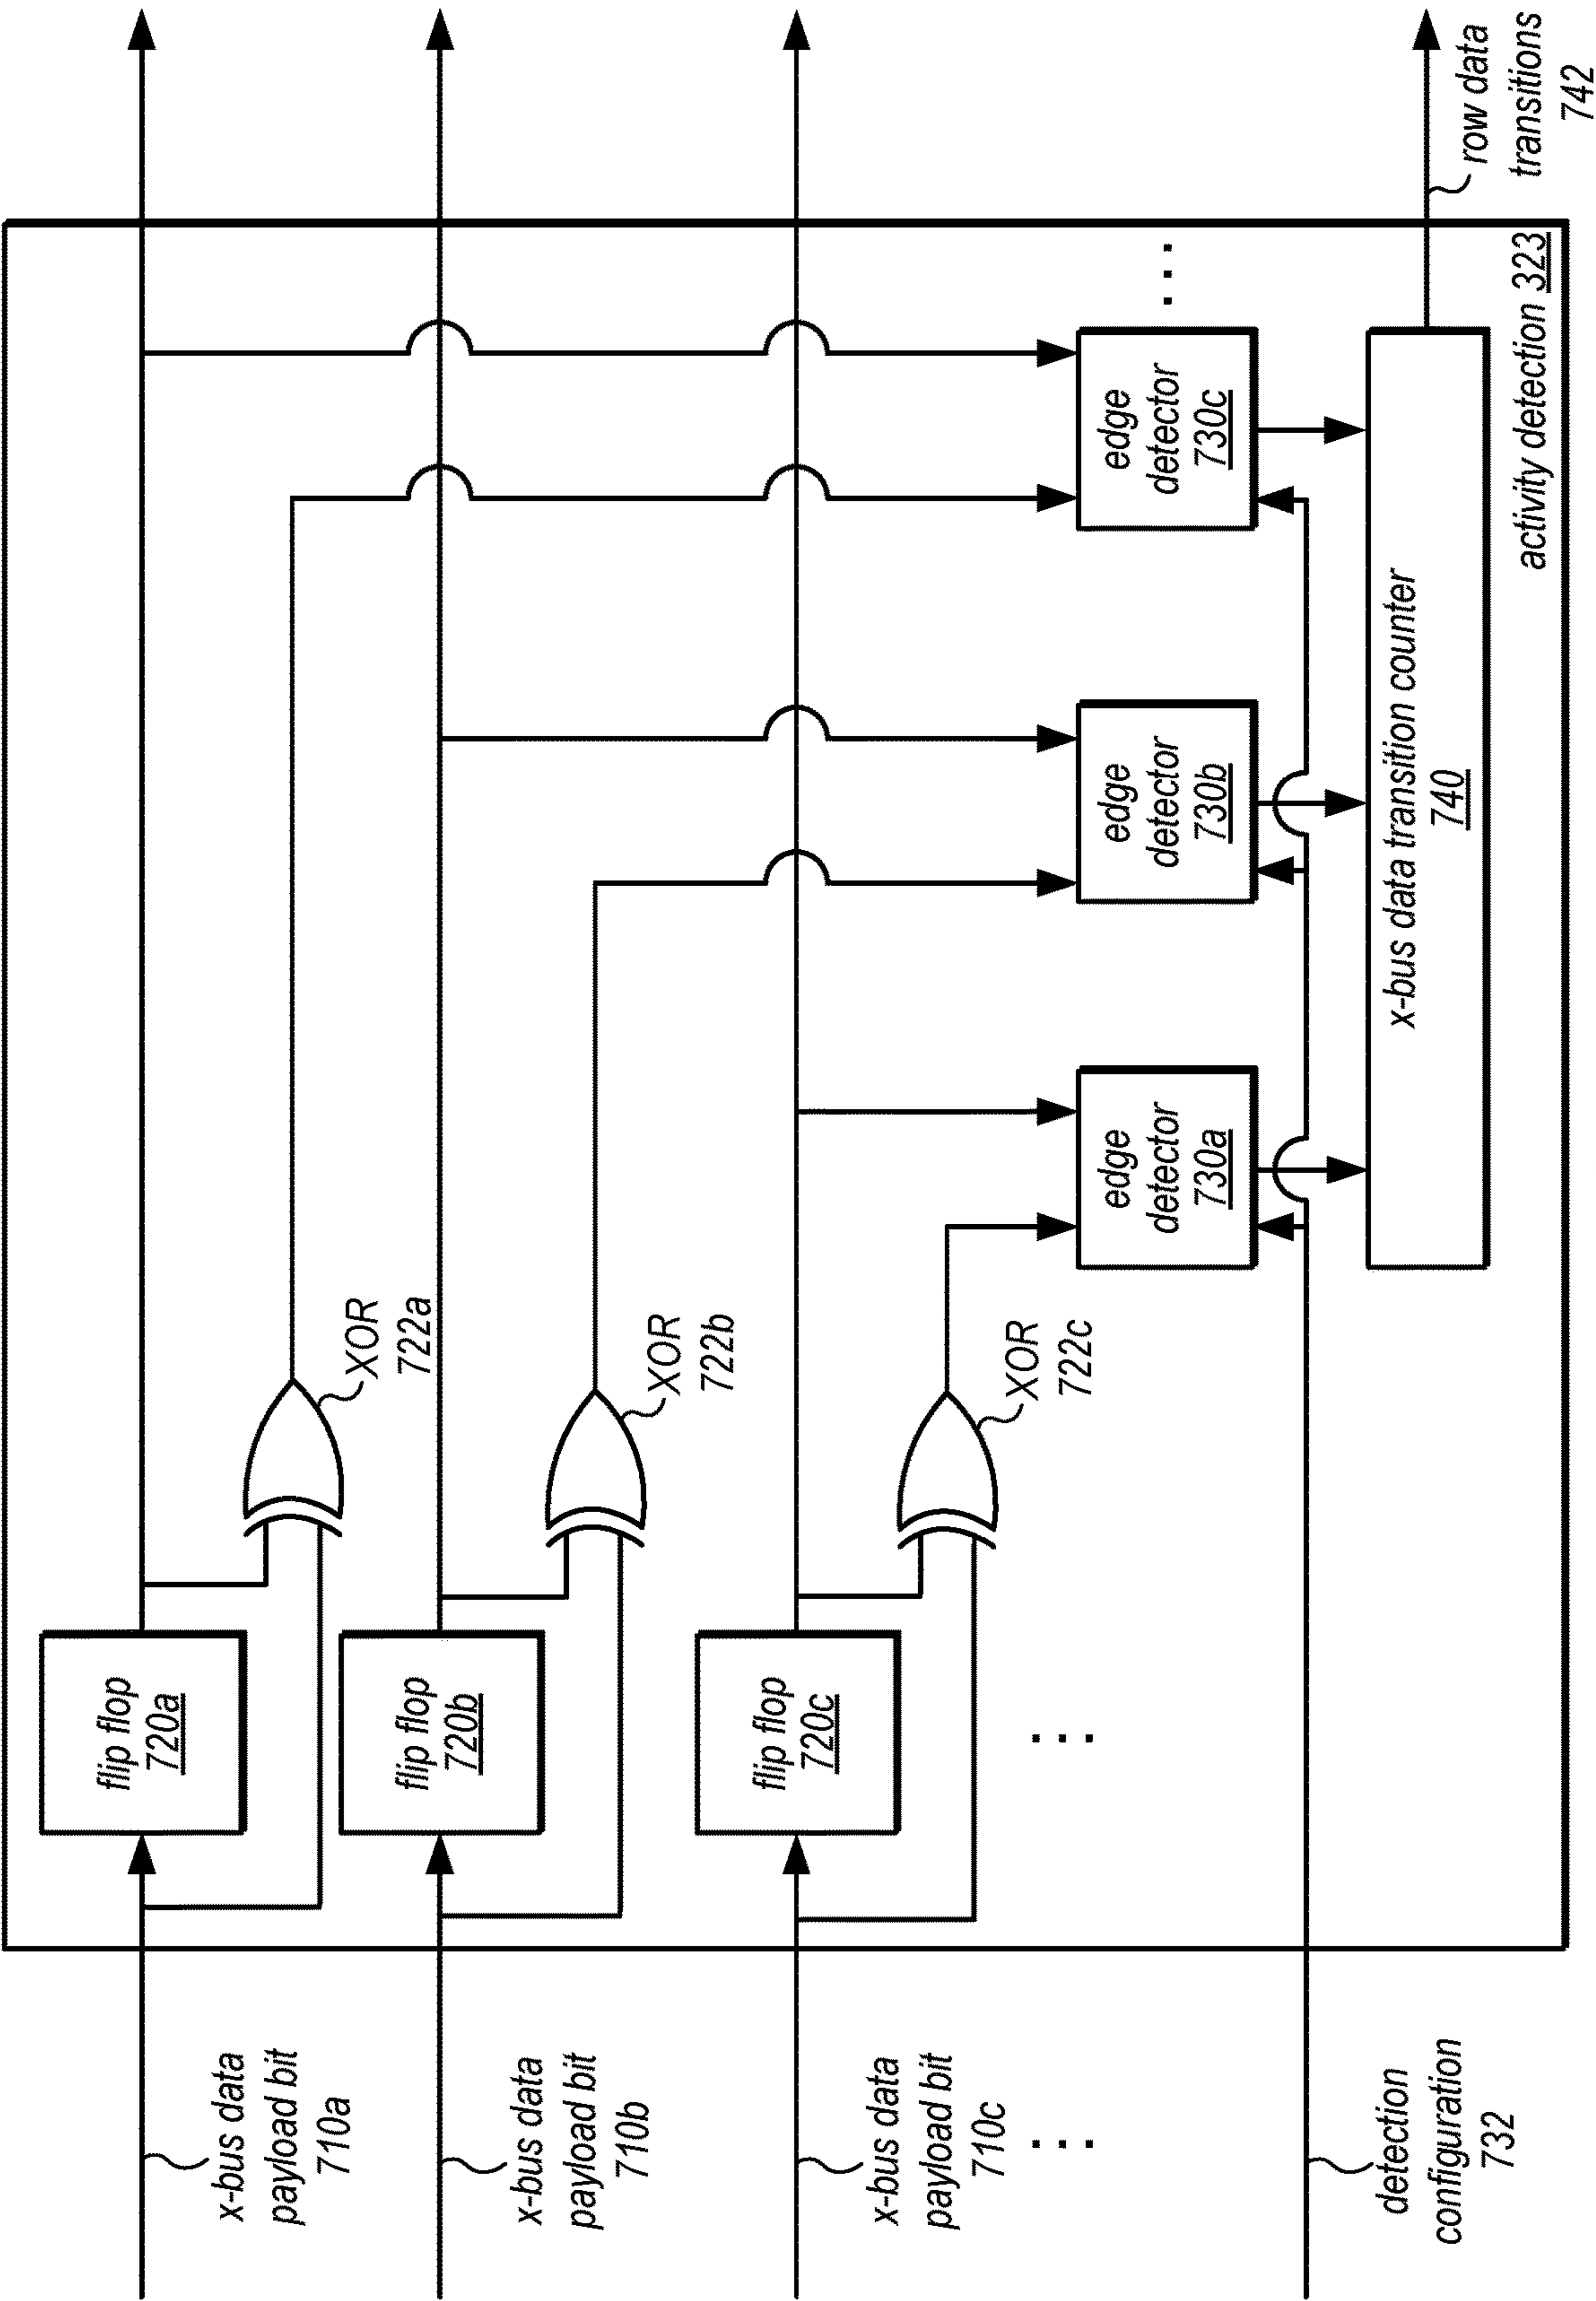 x-bus data
payload bit
710a
x-bus data
payload bit
710b
x-bus data
payload bit
710c
...
detection
configuration
732
flip flop
720a
flip flop
720b
flip flop
720c
...
XOR
722a
XOR
722b
XOR
722c
edge
detector
730a
edge
detector
730b
edge
detector
730c
...
x-bus data transition counter
740
activity detection 323
row data
transitions
742